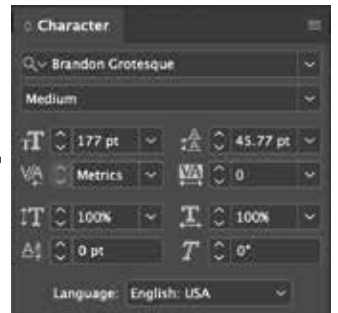 Character
Brandon Grotesque
Medium
177 pt 45.77 pt
Metrics 0
100% 100%
0 pt 0°
Language: English: USA